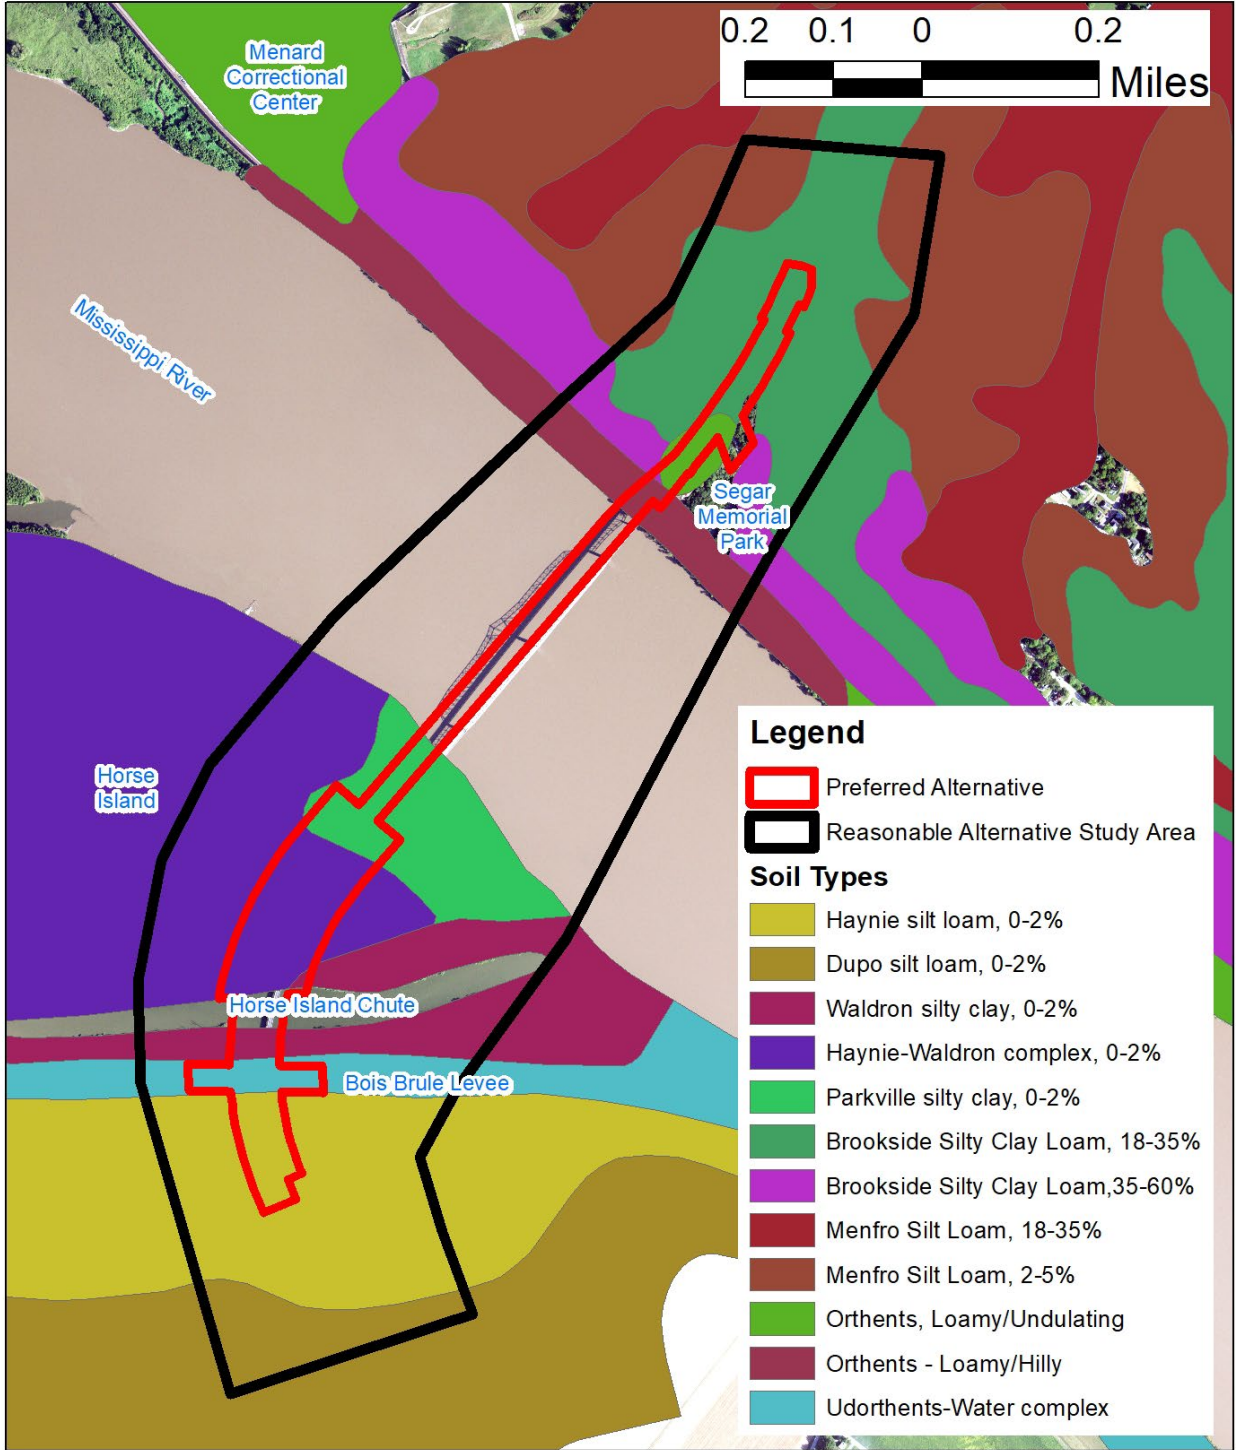 0.2 0.1 0 0.2
Miles
Menard
Correctional
Center
Mississippi River
Segar
Memorial
Park
Horse
Island
Horse Island Chute
Bois Brule Levee
Legend
Preferred Alternative
Reasonable Alternative Study Area
Soil Types
Haynie silt loam, 0-2%
Dupo silt loam, 0-2%
Waldron silty clay, 0-2%
Haynie-Waldron complex, 0-2%
Parkville silty clay, 0-2%
Brookside Silty Clay Loam, 18-35%
Brookside Silty Clay Loam,35-60%
Menfro Silt Loam, 18-35%
Menfro Silt Loam, 2-5%
Orthents, Loamy/Undulating
Orthents - Loamy/Hilly
Udorthents-Water complex